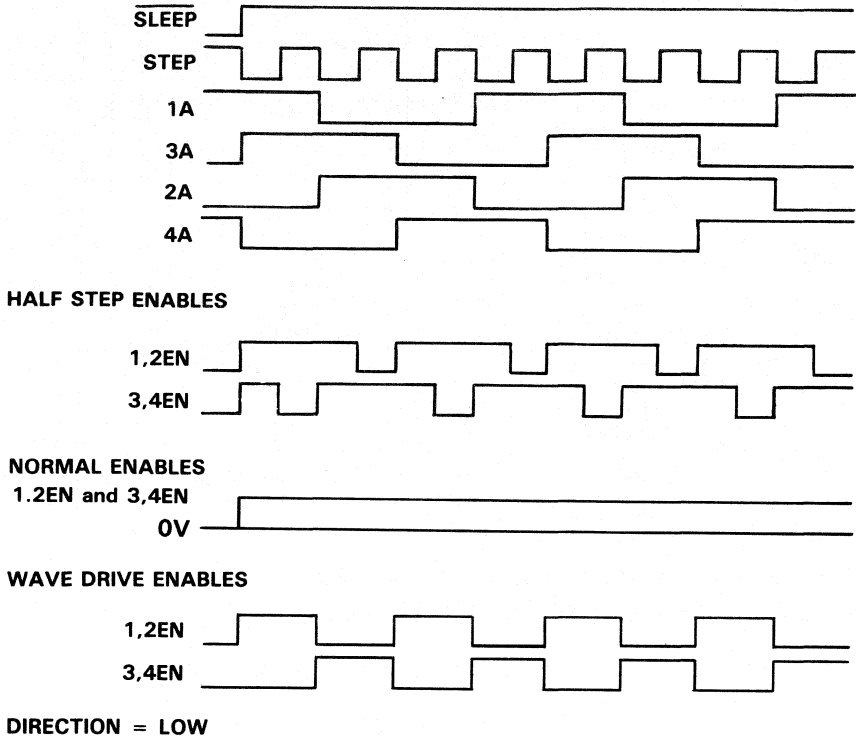 SLEEP
STEP
1A
3A
2A
4A
HALF STEP ENABLES
1,2EN
3,4EN
NORMAL ENABLES
1.2EN and 3,4EN
0V
WAVE DRIVE ENABLES
1,2EN
3,4EN
DIRECTION = LOW